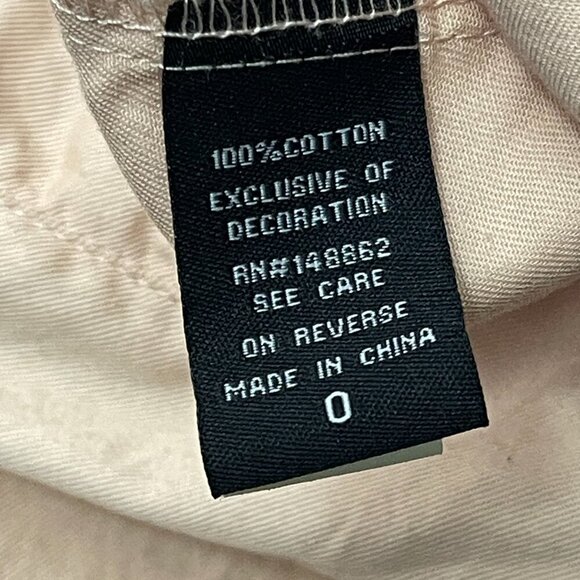 100%COTTON
EXCLUSIVE OF
DECORATION
RN#148862
SEE CARE
ON REVERSE
MADE IN CHINA
0